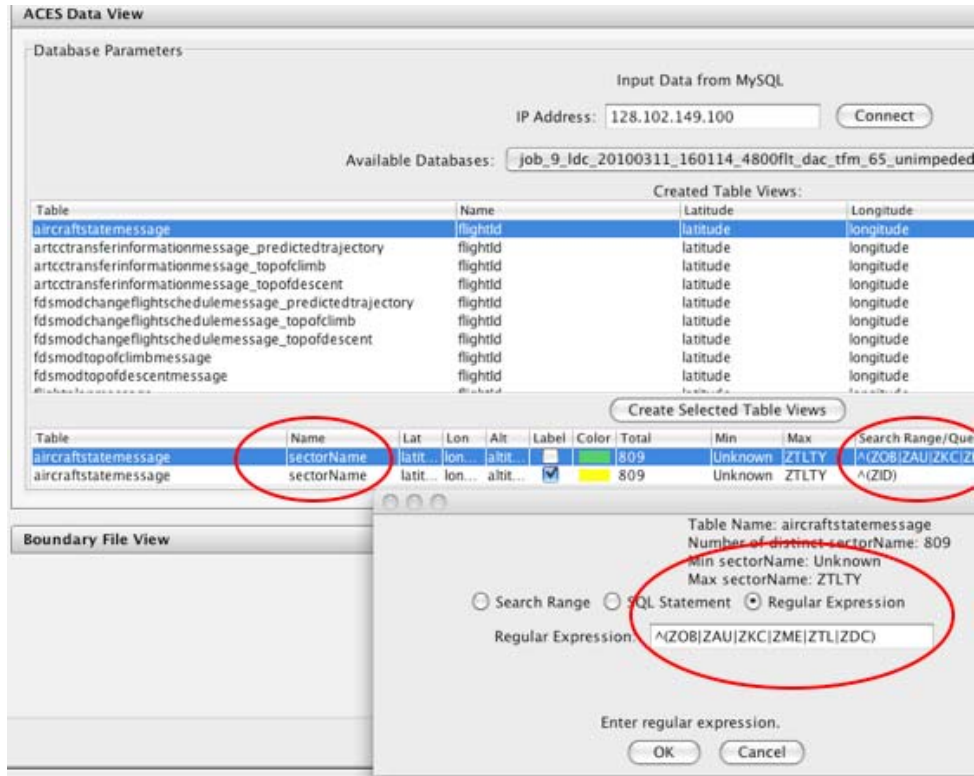 ACES Data View
Database Parameters
Input Data from MySQL
IP Address: 128.102.149.100 Connect
Available Databases: job_9_ldc_20100311_160114_4800flt_dac_tfm_65_unimpeded
Created Table Views:
Table Name Latitude Longitude
aircraftstatemessage flightId latitude longitude
artcctransferinformationmessage_predictedtrajectory flightId latitude longitude
artcctransferinformationmessage_topofclimb flightId latitude longitude
artcctransferinformationmessage_topofdescent flightId latitude longitude
fdsmodchangeflightschedulemessage_predictedtrajectory flightId latitude longitude
fdsmodchangeflightschedulemessage_topofclimb flightId latitude longitude
fdsmodchangeflightschedulemessage_topofdescent flightId latitude longitude
fdsmodtopofclimbmessage flightId latitude longitude
fdsmodtopofdescentmessage flightId latitude longitude
Create Selected Table Views
Table Name Lat Lon Alt Label Color Total Min Max Search Range/Que
aircraftstatemessage sectorName latit... lon... altit... 809 Unknown ZTLTY ^(ZOB|ZAU|ZKC|Z
aircraftstatemessage sectorName latit... lon... altit... 809 Unknown ZTLTY ^(ZID)
Table Name: aircraftstatemessage
Number of distinct sectorName: 809
Min sectorName: Unknown
Max sectorName: ZTLTY
Boundary File View
Search Range SQL Statement Regular Expression
Regular Expression: ^(ZOB|ZAU|ZKC|ZME|ZTL|ZDC)
Enter regular expression.
OK Cancel